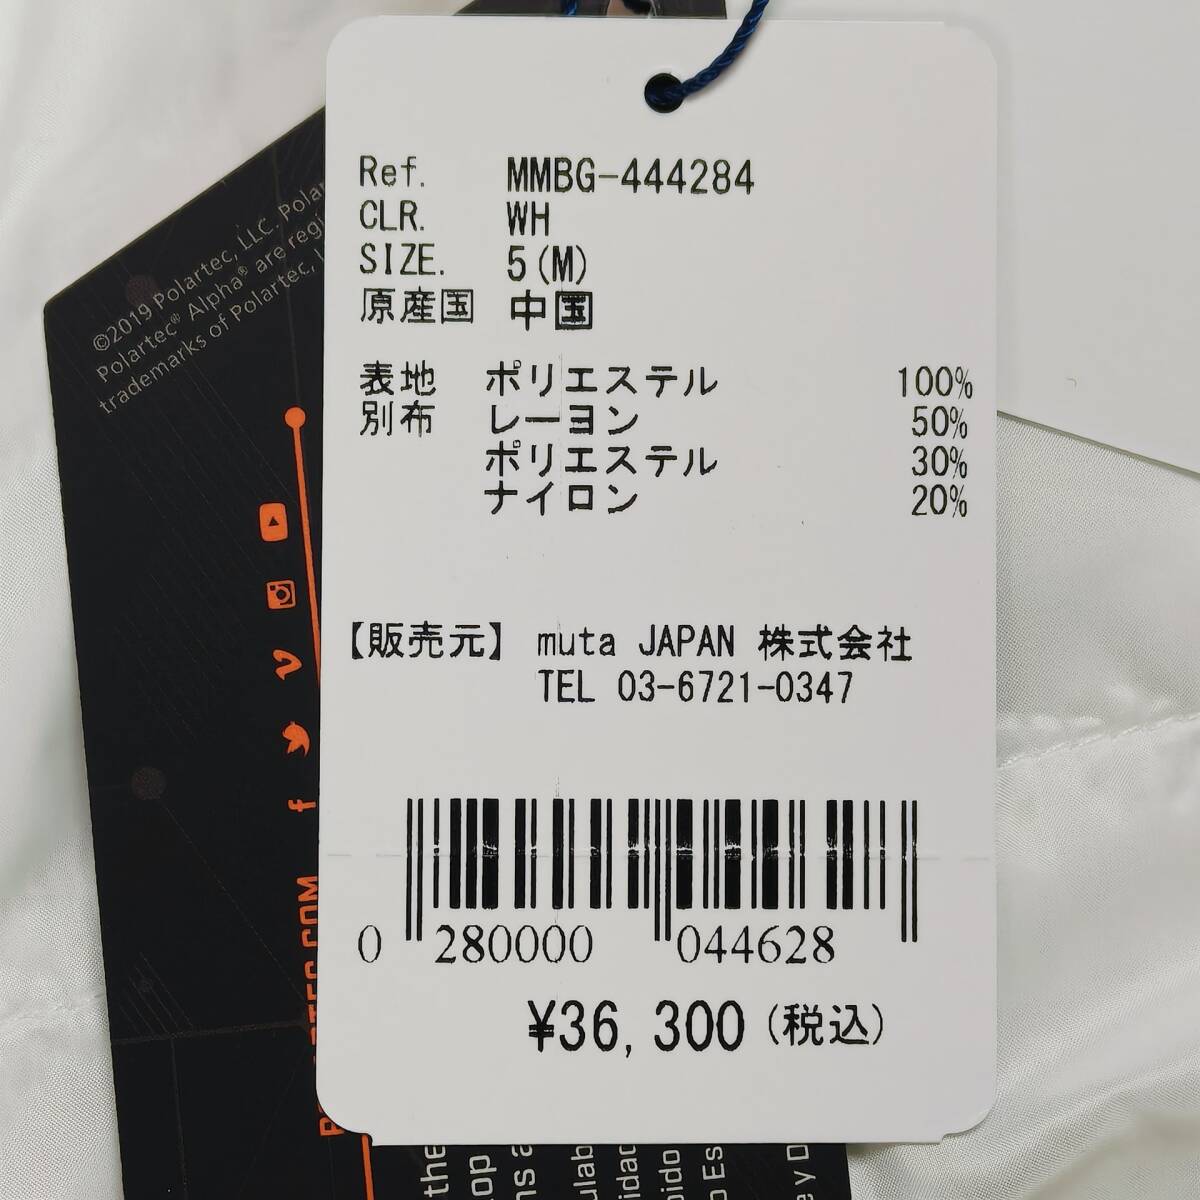 Ref. MMBG-444284
CLR. WH
SIZE. 5(M)
原産国 中国
表地 ポリエステル 100%
別布 レーヨン 50%
ポリエステル 30%
ナイロン 20%
【販売元】 muta JAPAN 株式会社
TEL 03-6721-0347
0 280000 044628
¥36,300(税込)
©2019 Polartec, LLC. Polar
Polartec® Alpha® are regi
trademarks of Polartec,
the
top